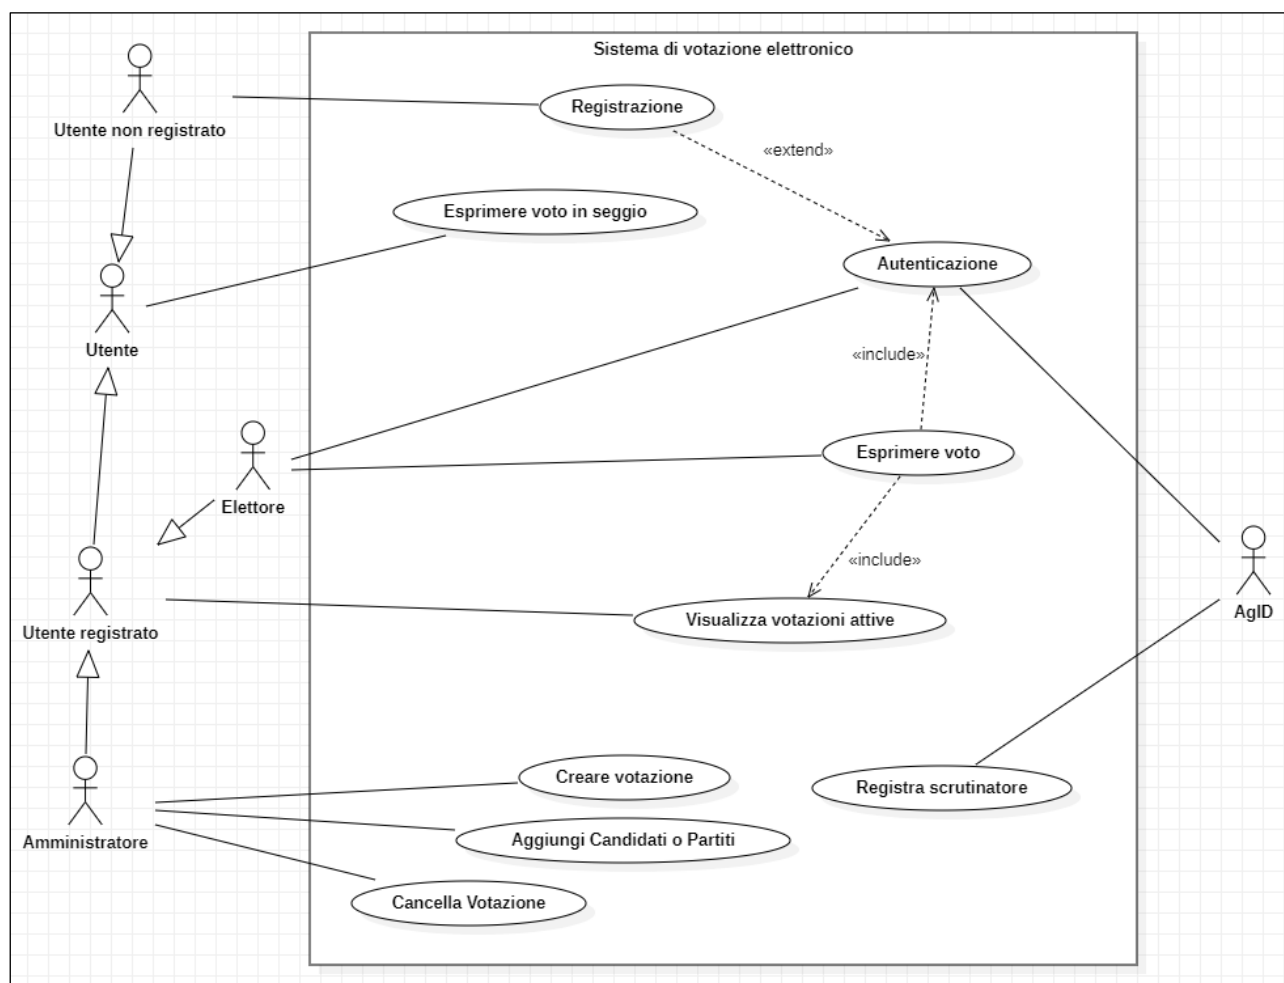 Sistema di votazione elettronico
Utente non registrato
Registrazione
«extend»
Esprimere voto in seggio
Autenticazione
Utente
«include»
Esprimere voto
Elettore
«include»
AgID
Visualizza votazioni attive
Utente registrato
Creare votazione
Registra scrutinatore
Amministratore
Aggiungi Candidati o Partiti
Cancella Votazione